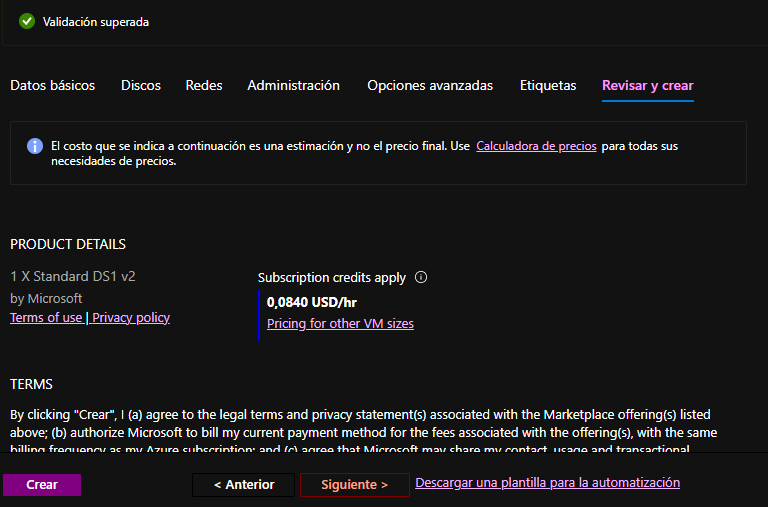 Validación superada
Datos básicos Discos Redes Administración Opciones avanzadas Etiquetas Revisar y crear
El costo que se indica a continuación es una estimación y no el precio final. Use Calculadora de precios para todas sus
necesidades de precios.
PRODUCT DETAILS
1 X Standard DS1 v2
by Microsoft
Terms of use | Privacy policy
Subscription credits apply
0,0840 USD/hr
Pricing for other VM sizes
TERMS
By clicking "Crear", I (a) agree to the legal terms and privacy statement(s) associated with the Marketplace offering(s) listed
above; (b) authorize Microsoft to bill my current payment method for the fees associated with the offering(s), with the same
billing frequency as my Azure subscription; and (c) agree that Microsoft may share my contact, usage and transactional
Crear < Anterior Siguiente > Descargar una plantilla para la automatización